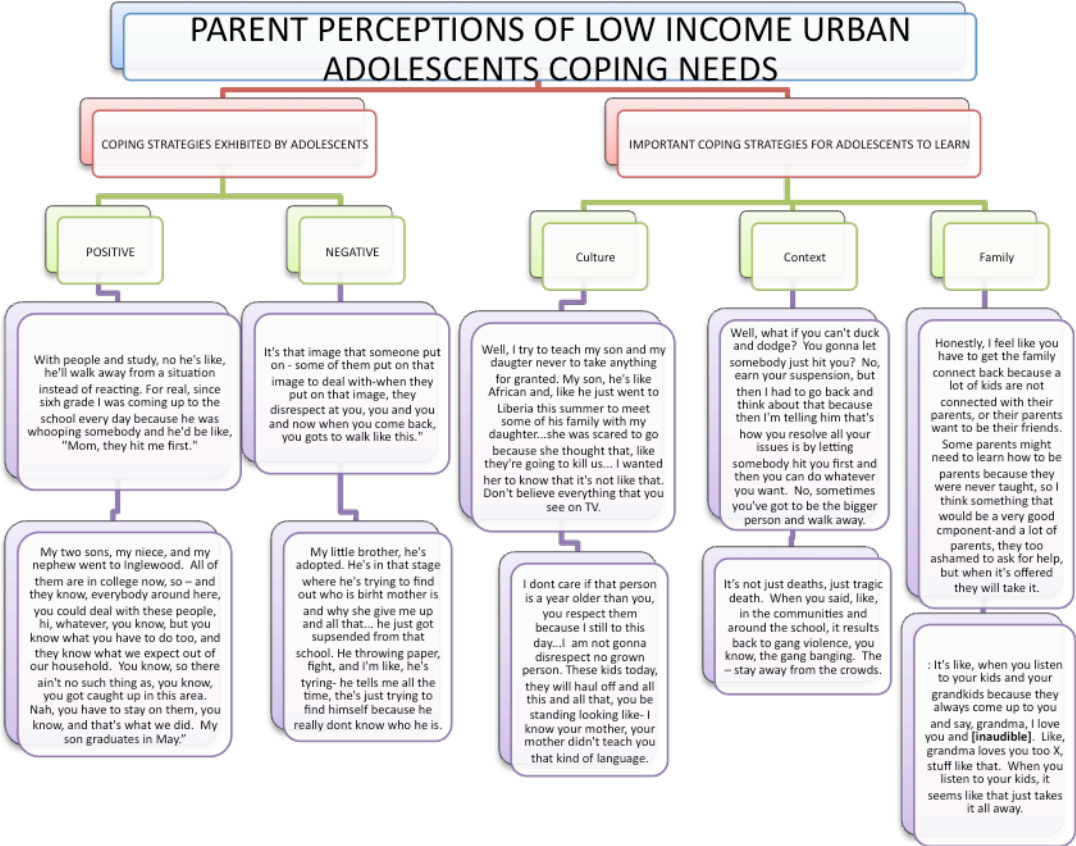 PARENT PERCEPTIONS OF LOW INCOME URBAN
ADOLESCENTS COPING NEEDS
COPING STRATEGIES EXHIBITED BY ADOLESCENTS
IMPORTANT COPING STRATEGIES FOR ADOLESCENTS TO LEARN
POSITIVE
NEGATIVE
Culture
Context
Family
With people and study, no he's like,
he'll walk away from a situation
instead of reacting. For real, since
sixh grade I was coming up to the
school every day because he was
whooping somebody and he'd be like,
"Mom, they hit me first."
My two sons, my niece, and my
nephew went to Inglewood. All of
them are in college now, so – and
they know, everybody around here,
you could deal with these people,
hi, whatever, you know, but you
know what you have to do too, and
they know what we expect out of
our household. You know, so there
ain't no such thing as, you know,
you got caught up in this area.
Nah, you have to stay on them, you
know, and that's what we did. My
son graduates in May.”
It's that image that someone put
on - some of them put on that
image to deal with-when they
put on that image, they
disrespect at you, you and you
and now when you come back,
you gots to walk like this."
My little brother, he's
adopted. He's in that stage
where he's trying to find
out who is birht mother is
and why she give me up
and all that... he just got
supsended from that
school. He throwing paper,
fight, and I'm like, he's
tyring- he tells me all the
time, the's just trying to
find himself because he
really dont know who he is.
Well, I try to teach my son and my
daugter never to take anything
for granted. My son, he's like
African and, like he just went to
Liberia this summer to meet
some of his family with my
daughter...she was scared to go
because she thought that, like
they're going to kill us... I wanted
her to know that it's not like that.
Don't believe everything that you
see on TV.
I dont care if that person
is a year older than you,
you respect them
because I still to this
day...I am not gonna
disrespect no grown
person. These kids today,
they will haul off and all
this and all that, you be
standing looking like- I
know your mother, your
mother didn't teach you
that kind of language.
Well, what if you can't duck
and dodge? You gonna let
somebody just hit you? No,
earn your suspension, but
then I had to go back and
think about that because
then I'm telling him that's
how you resolve all your
issues is by letting
somebody hit you first and
then you can do whatever
you want. No, sometimes
you've got to be the bigger
person and walk away.
It's not just deaths, just tragic
death. When you said, like,
in the communities and
around the school, it results
back to gang violence, you
know, the gang banging. The
– stay away from the crowds.
Honestly, I feel like you
have to get the family
connect back because a
lot of kids are not
connected with their
parents, or their parents
want to be their friends.
Some parents might
need to learn how to be
parents because they
were never taught, so I
think something that
would be a very good
cmponent-and a lot of
parents, they too
ashamed to ask for help,
but when it's offered
they will take it.
: It's like, when you listen
to your kids and your
grandkids because they
always come up to you
and say, grandma, I love
you and [inaudible]. Like,
grandma loves you too X,
stuff like that. When you
listen to your kids, it
seems like that just takes
it all away.